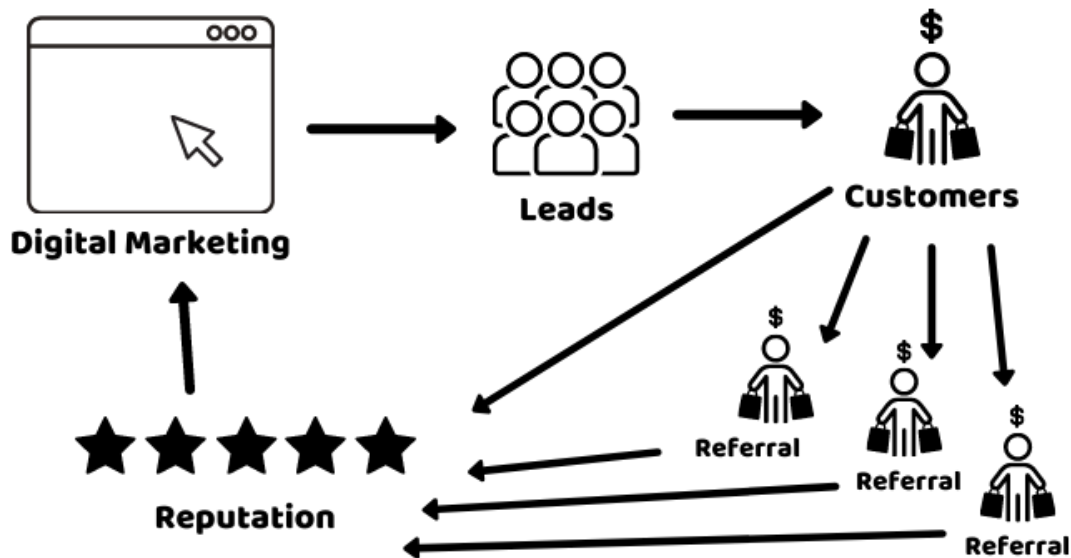 $
Leads
Customers
Digital Marketing
$
$
$
Referral
Referral
Reputation
Referral